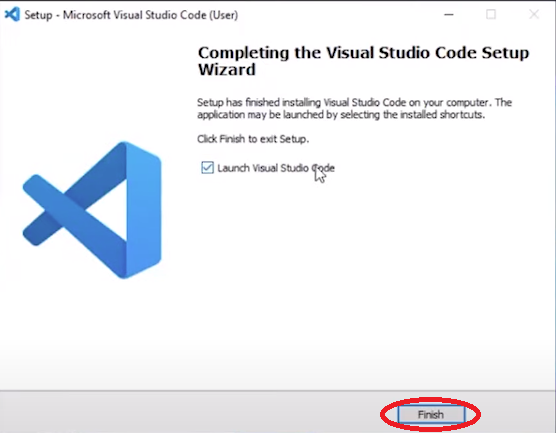 Setup - Microsoft Visual Studio Code (User)
Completing the Visual Studio Code Setup
Wizard
Setup has finished installing Visual Studio Code on your computer. The
application may be launched by selecting the installed shortcuts.
Click Finish to exit Setup.
Launch Visual Studio Code
Finish